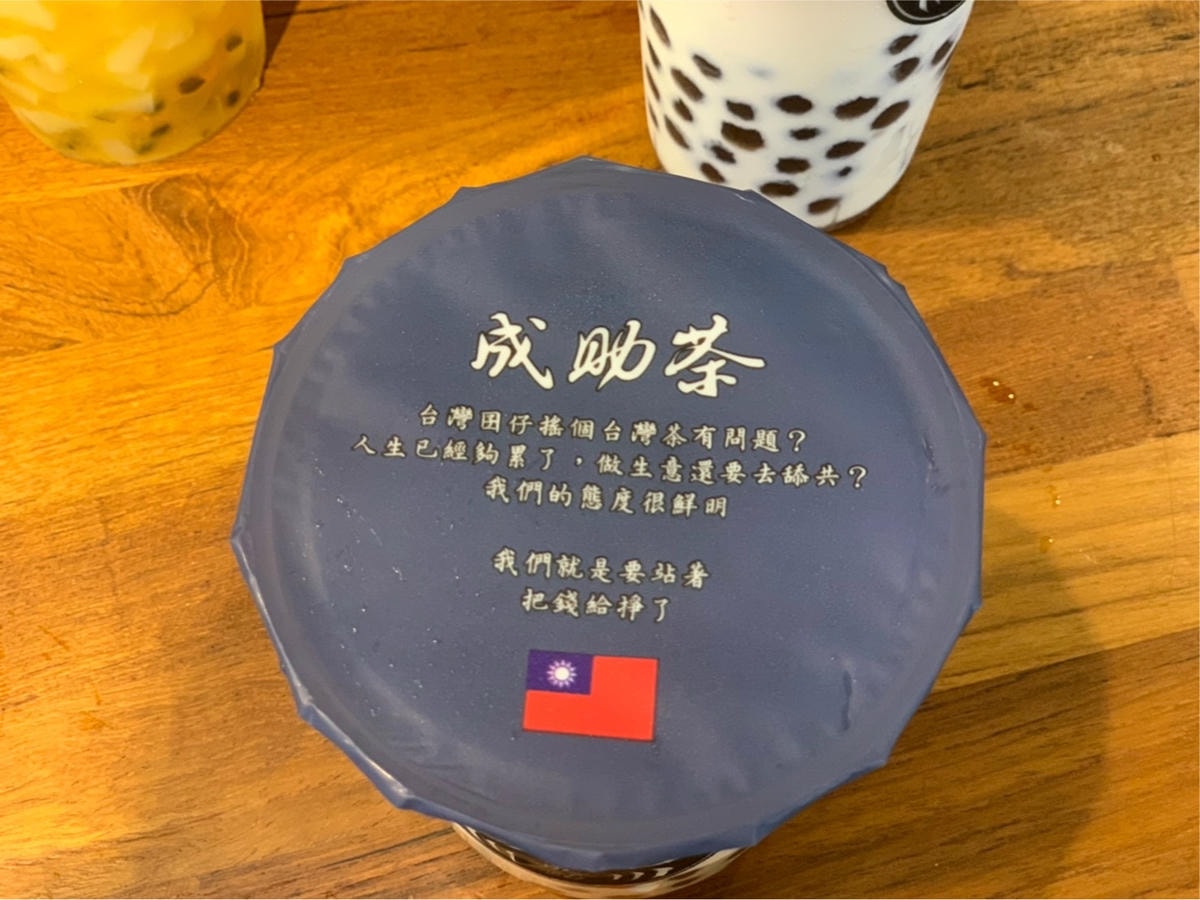 成助茶
台灣囝仔搖個台灣茶有問題？
人生已經夠累了，做生意還要去舔共？
我們的態度很鮮明
我們就是要站著
把錢給掙了